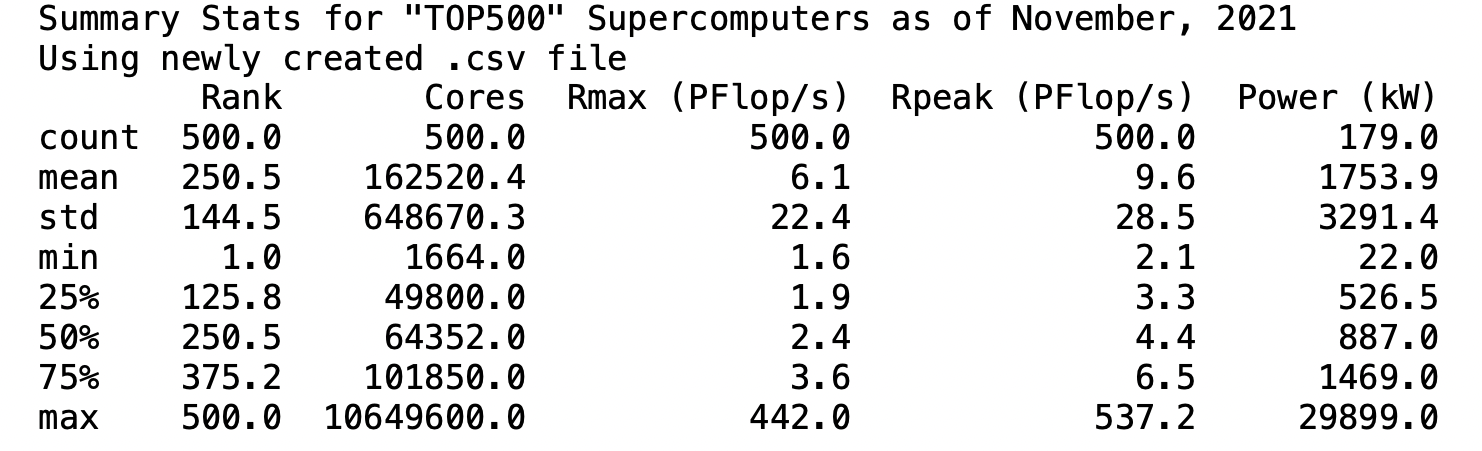 Summary Stats for "TOP500" Supercomputers as of November, 2021
Using newly created .csv file
Rank Cores Rmax (PFlop/s) Rpeak (PFlop/s) Power (kW)
count 500.0 500.0 500.0 500.0 179.0
mean 250.5 162520.4 6.1 9.6 1753.9
std 144.5 648670.3 22.4 28.5 3291.4
min 1.0 1664.0 1.6 2.1 22.0
25% 125.8 49800.0 1.9 3.3 526.5
50% 250.5 64352.0 2.4 4.4 887.0
75% 375.2 101850.0 3.6 6.5 1469.0
max 500.0 10649600.0 442.0 537.2 29899.0